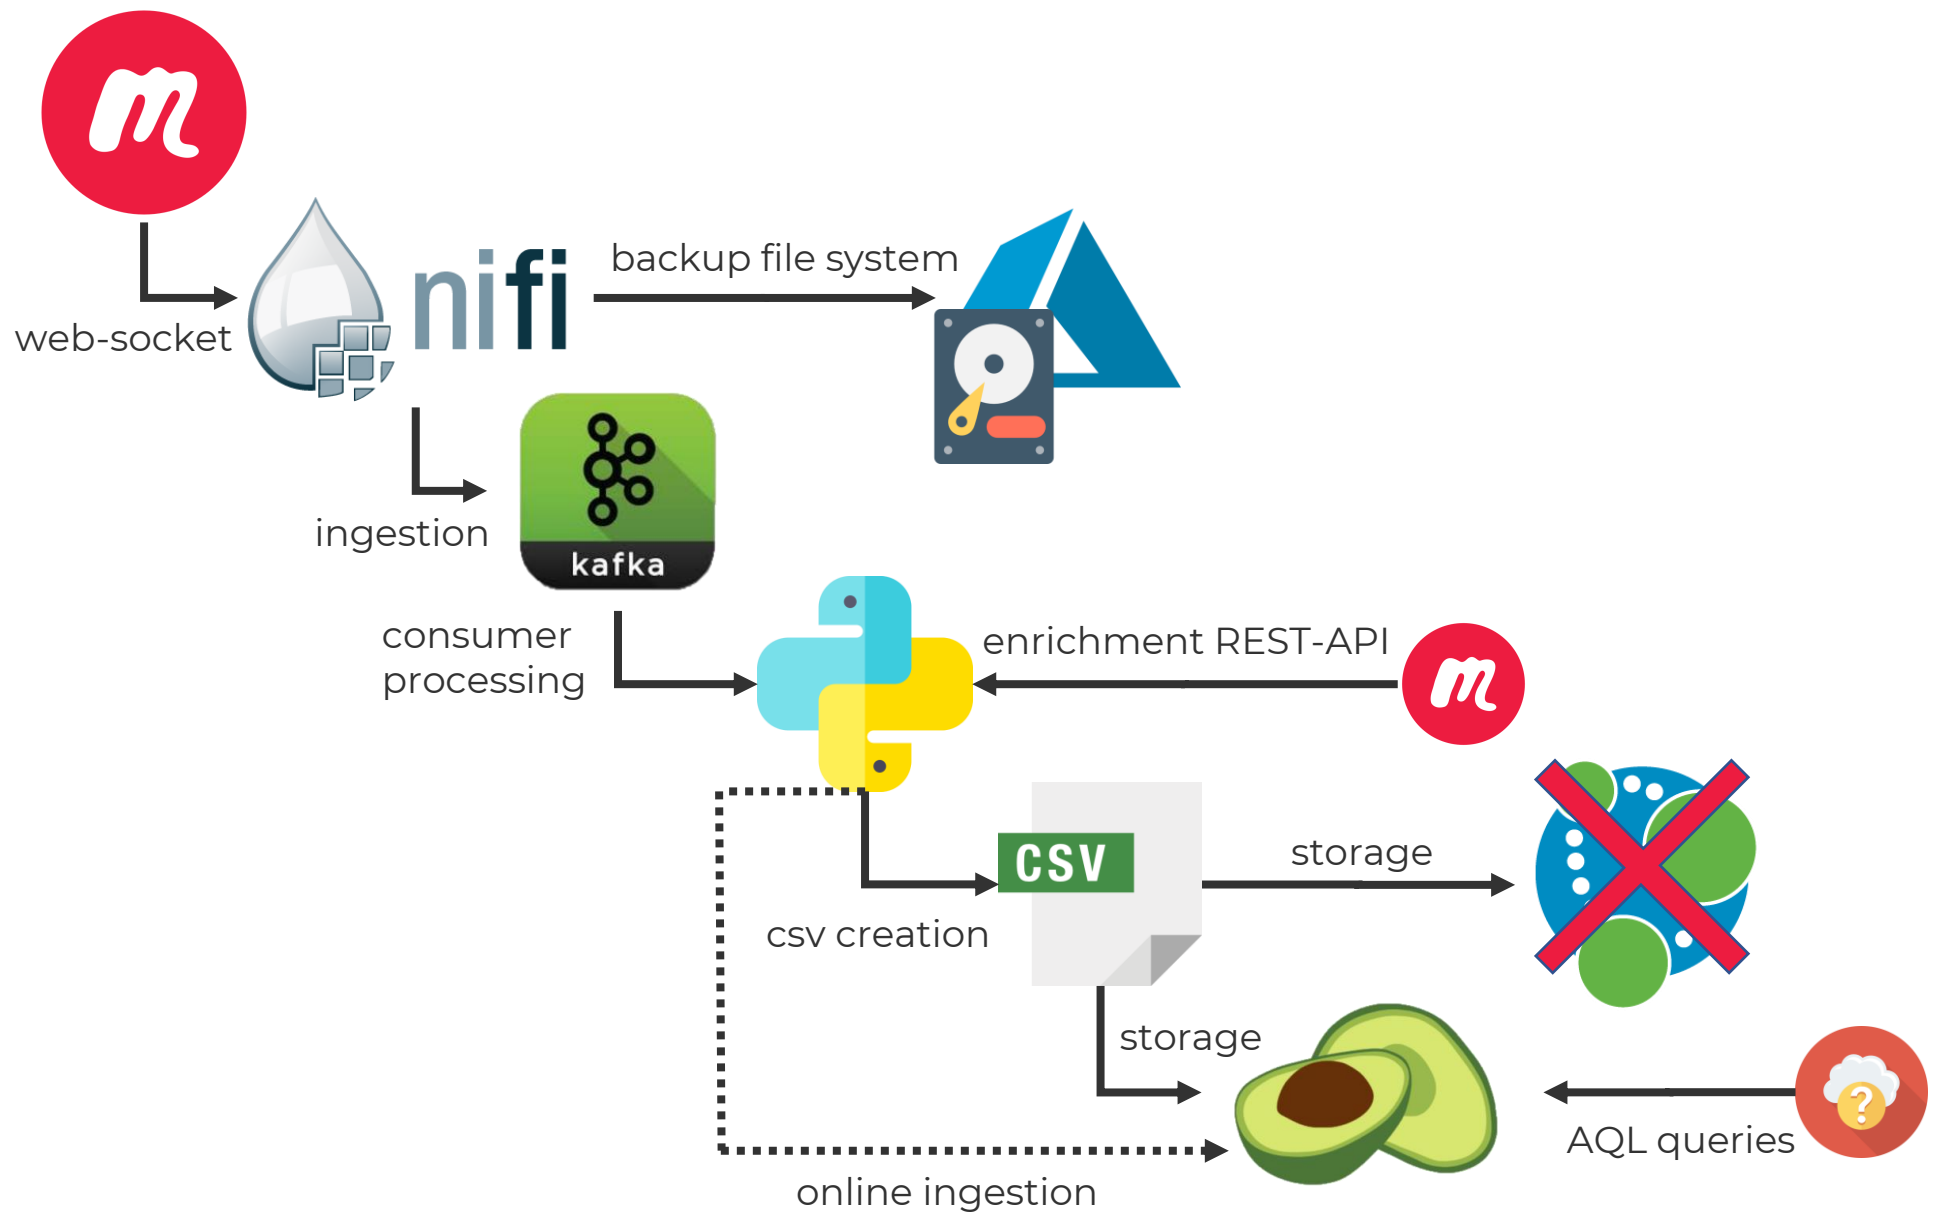 m
nifi
backup file system
web-socket
ingestion
kafka
consumer
processing
enrichment REST-API
m
CSV
storage
csv creation
storage
?
AQL queries
online ingestion